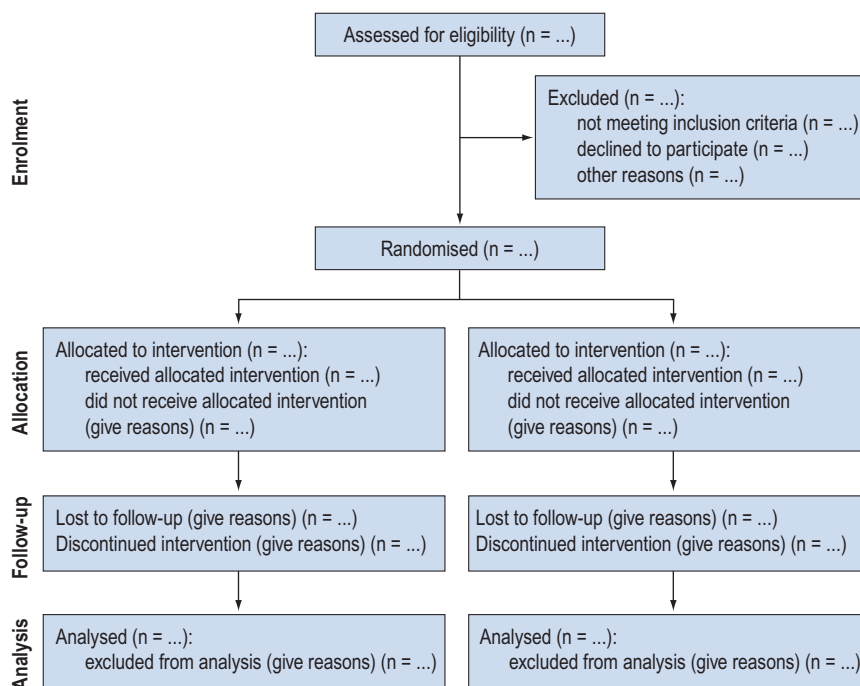 Assessed for eligibility (n = ...)
Enrolment
Excluded (n = ...):
not meeting inclusion criteria (n = ...)
declined to participate (n = ...)
other reasons (n = ...)
Randomised (n = ...)
Allocation
Allocated to intervention (n = ...):
received allocated intervention (n = ...)
did not receive allocated intervention
(give reasons) (n = ...)
Allocated to intervention (n = ...):
received allocated intervention (n = ...)
did not receive allocated intervention
(give reasons) (n = ...)
Follow-up
Lost to follow-up (give reasons) (n = ...)
Discontinued intervention (give reasons) (n = ...)
Lost to follow-up (give reasons) (n = ...)
Discontinued intervention (give reasons) (n = ...)
Analysis
Analysed (n = ...):
excluded from analysis (give reasons) (n = ...)
Analysed (n = ...):
excluded from analysis (give reasons) (n = ...)